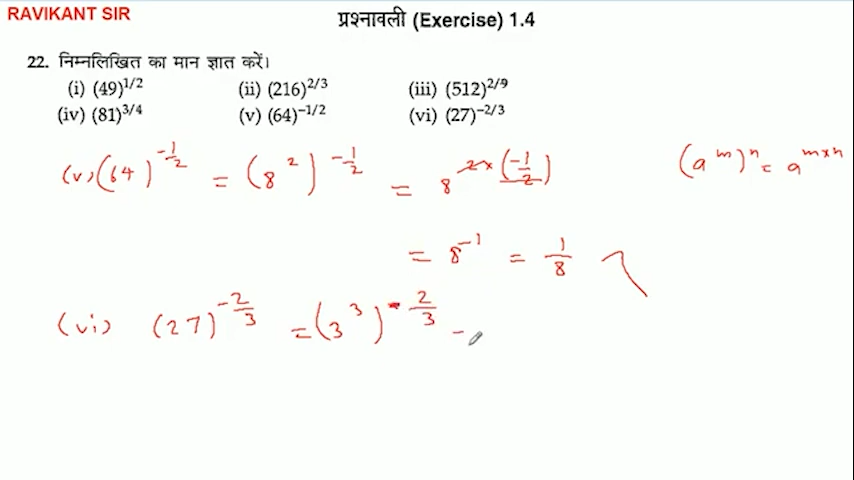 RAVIKANT SIR
प्रश्नावली (Exercise) 1.4
22. निम्नलिखित का मान ज्ञात करें।
(i) (49)^{1/2} (ii) (216)^{2/3} (iii) (512)^{2/9}
(iv) (81)^{3/4} (v) (64)^{-1/2} (vi) (27)^{-2/3}
(v) (64)^{-1/2} = (8^2)^{-1/2} = 8^{2×(-1/2)} (a^m)^n = a^{m×n}
= 8^{-1} = 1/8
(vi) (27)^{-2/3} = (3^3)^{-2/3} -